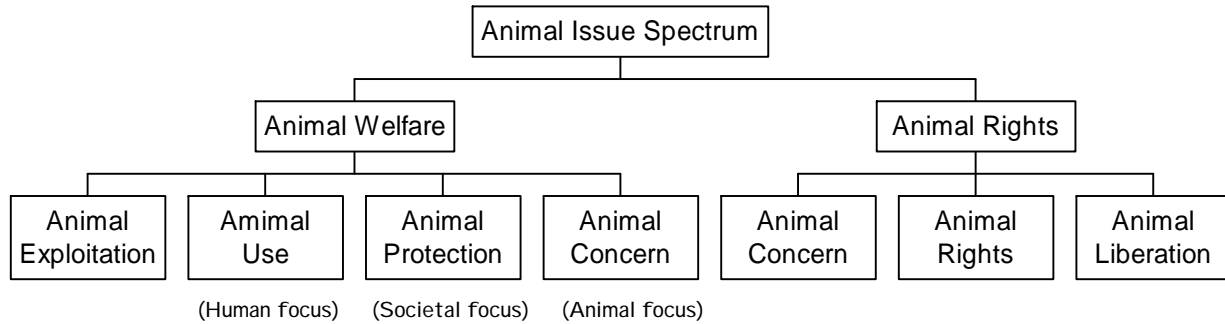 Animal Issue Spectrum
Animal Welfare
Animal Rights
Animal
Exploitation
Amimal
Use
Animal
Protection
Animal
Concern
Animal
Concern
Animal
Rights
Animal
Liberation
(Human focus)
(Societal focus)
(Animal focus)